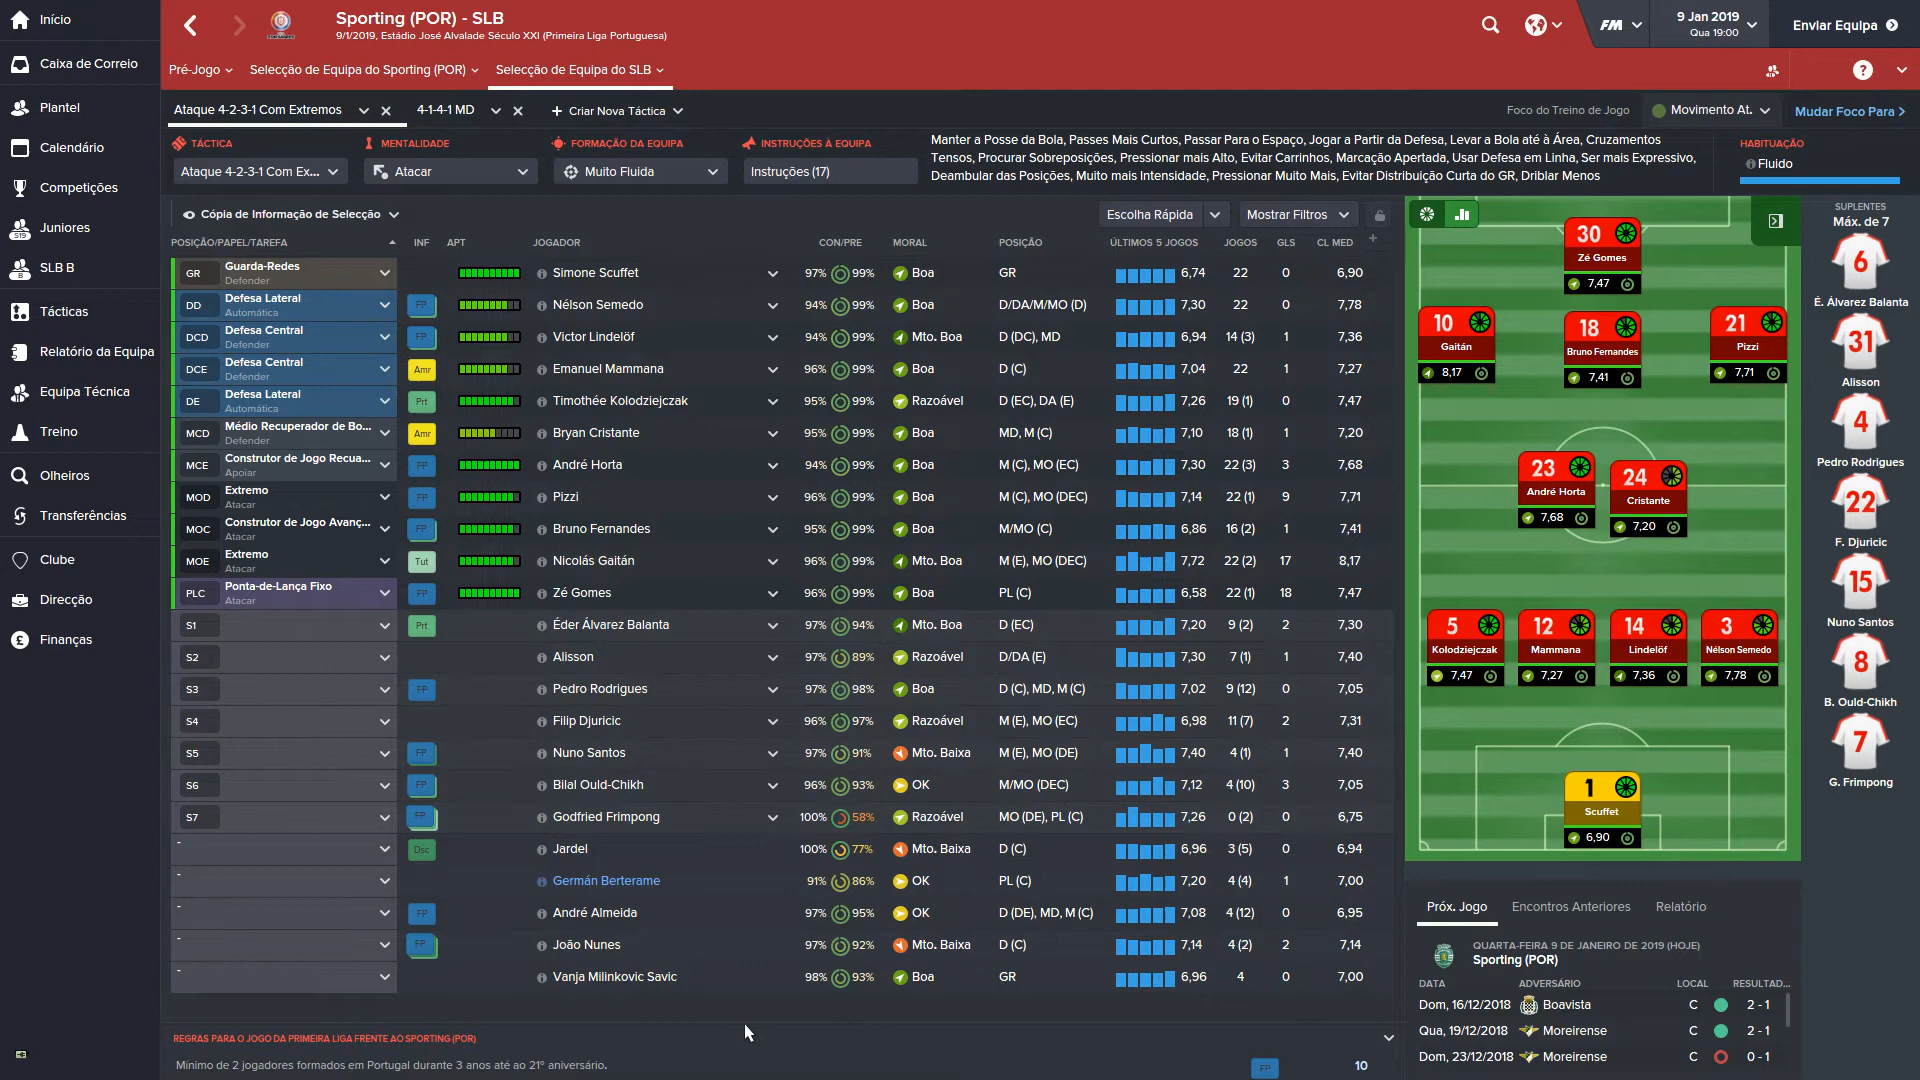 Início
Caixa de Correio
Plantel
Calendário
Competições
Juniores
SLB B
Tácticas
Relatório da Equipa
Equipa Técnica
Treino
Olheiros
Transferências
Clube
Direcção
Finanças
Sporting (POR) - SLB
9/1/2019, Estádio José Alvalade Século XXI (Primeira Liga Portuguesa)
FM
9 Jan 2019
Qua 19:00
Enviar Equipa
Pré-Jogo
Selecção de Equipa do Sporting (POR)
Selecção de Equipa do SLB
?
Ataque 4-2-3-1 Com Extremos
4-1-4-1 MD
Criar Nova Táctica
Foco do Treino de Jogo
Movimento At.
Mudar Foco Para >
TÁCTICA
Ataque 4-2-3-1 Com Ex...
MENTALIDADE
Atacar
FORMAÇÃO DA EQUIPA
Muito Fluida
INSTRUÇÕES À EQUIPA
Instruções (17)
Manter a Posse da Bola, Passes Mais Curtos, Passar Para o Espaço, Jogar a Partir da Defesa, Levar a Bola até à Área, Cruzamentos
Tensos, Procurar Sobreposições, Pressionar mais Alto, Evitar Carrinhos, Marcação Apertada, Usar Defesa em Linha, Ser mais Expressivo,
Deambular das Posições, Muito mais Intensidade, Pressionar Muito Mais, Evitar Distribuição Curta do GR, Driblar Menos
HABITUAÇÃO
Fluido
Cópia de Informação de Selecção
Escolha Rápida
Mostrar Filtros
POSIÇÃO/PAPEL/TAREFA INF APT JOGADOR CON/PRE MORAL POSIÇÃO ÚLTIMOS 5 JOGOS JOGOS GLS CL MED
GR Guarda-Redes Defender Simone Scuffet 97% 99% Boa GR 6,74 22 0 6,90
DD Defesa Lateral Automática FP Nélson Semedo 94% 99% Boa D/DA/M/MO (D) 7,30 22 0 7,78
DCD Defesa Central Defender FP Victor Lindelöf 94% 99% Mto. Boa D (DC), MD 6,94 14 (3) 1 7,36
DCE Defesa Central Defender Amr Emanuel Mammana 96% 99% Boa D (C) 7,04 22 1 7,27
DE Defesa Lateral Automática Prt Timothée Kolodziejczak 95% 99% Razoável D (EC), DA (E) 7,26 19 (1) 0 7,47
MCD Médio Recuperador de Bo... Defender Amr Bryan Cristante 95% 99% Boa MD, M (C) 7,10 18 (1) 1 7,20
MCE Construtor de Jogo Recua... Apoiar FP André Horta 94% 99% Boa M (C), MO (EC) 7,30 22 (3) 3 7,68
MOD Extremo Atacar FP Pizzi 96% 99% Boa M (C), MO (DEC) 7,14 22 (1) 9 7,71
MOC Construtor de Jogo Avanç... Atacar FP Bruno Fernandes 95% 99% Boa M/MO (C) 6,86 16 (2) 1 7,41
MOE Extremo Atacar Tut Nicolás Gaitán 96% 99% Mto. Boa M (E), MO (DEC) 7,72 22 (2) 17 8,17
PLC Ponta-de-Lança Fixo Atacar FP Zé Gomes 96% 99% Boa PL (C) 6,58 22 (1) 18 7,47
S1 Prt Éder Álvarez Balanta 97% 94% Mto. Boa D (EC) 7,20 9 (2) 2 7,30
S2 Alisson 97% 89% Razoável D/DA (E) 7,30 7 (1) 1 7,40
S3 FP Pedro Rodrigues 97% 98% Boa D (C), MD, M (C) 7,02 9 (12) 0 7,05
S4 Filip Djuricic 96% 97% Razoável M (E), MO (EC) 6,98 11 (7) 2 7,31
S5 FP Nuno Santos 97% 91% Mto. Baixa M (E), MO (DE) 7,40 4 (1) 1 7,40
S6 FP Bilal Ould-Chikh 96% 93% OK M/MO (DEC) 7,12 4 (10) 3 7,05
S7 FP Godfried Frimpong 100% 58% Razoável MO (DE), PL (C) 7,26 0 (2) 0 6,75
- Dsc Jardel 100% 77% Mto. Baixa D (C) 6,96 3 (5) 0 6,94
- Germán Berterame 91% 86% OK PL (C) 7,20 4 (4) 1 7,00
- FP André Almeida 97% 95% OK D (DE), MD, M (C) 7,08 4 (12) 0 6,95
- FP João Nunes 97% 92% Mto. Baixa D (C) 7,14 4 (2) 2 7,14
- Vanja Milinkovic Savic 98% 93% Boa GR 6,96 4 0 7,00
REGRAS PARA O JOGO DA PRIMEIRA LIGA FRENTE AO SPORTING (POR)
Mínimo de 2 jogadores formados em Portugal durante 3 anos até ao 21º aniversário.
FP 10
30
Zé Gomes
7,47
10
Gaitán
8,17
18
Bruno Fernandes
7,41
21
Pizzi
7,71
23
André Horta
7,68
24
Cristante
7,20
5
Kolodziejczak
7,47
12
Mammana
7,27
14
Lindelöf
7,36
3
Nélson Semedo
7,78
1
Scuffet
6,90
SUPLENTES
Máx. de 7
6
É. Álvarez Balanta
31
Alisson
4
Pedro Rodrigues
22
F. Djuricic
15
Nuno Santos
8
B. Ould-Chikh
7
G. Frimpong
Próx. Jogo
Encontros Anteriores
Relatório
QUARTA-FEIRA 9 DE JANEIRO DE 2019 (HOJE)
Sporting (POR)
DATA ADVERSÁRIO LOCAL RESULTAD...
Dom, 16/12/2018 Boavista C 2 - 1
Qua, 19/12/2018 Moreirense C 2 - 1
Dom, 23/12/2018 Moreirense C 0 - 1